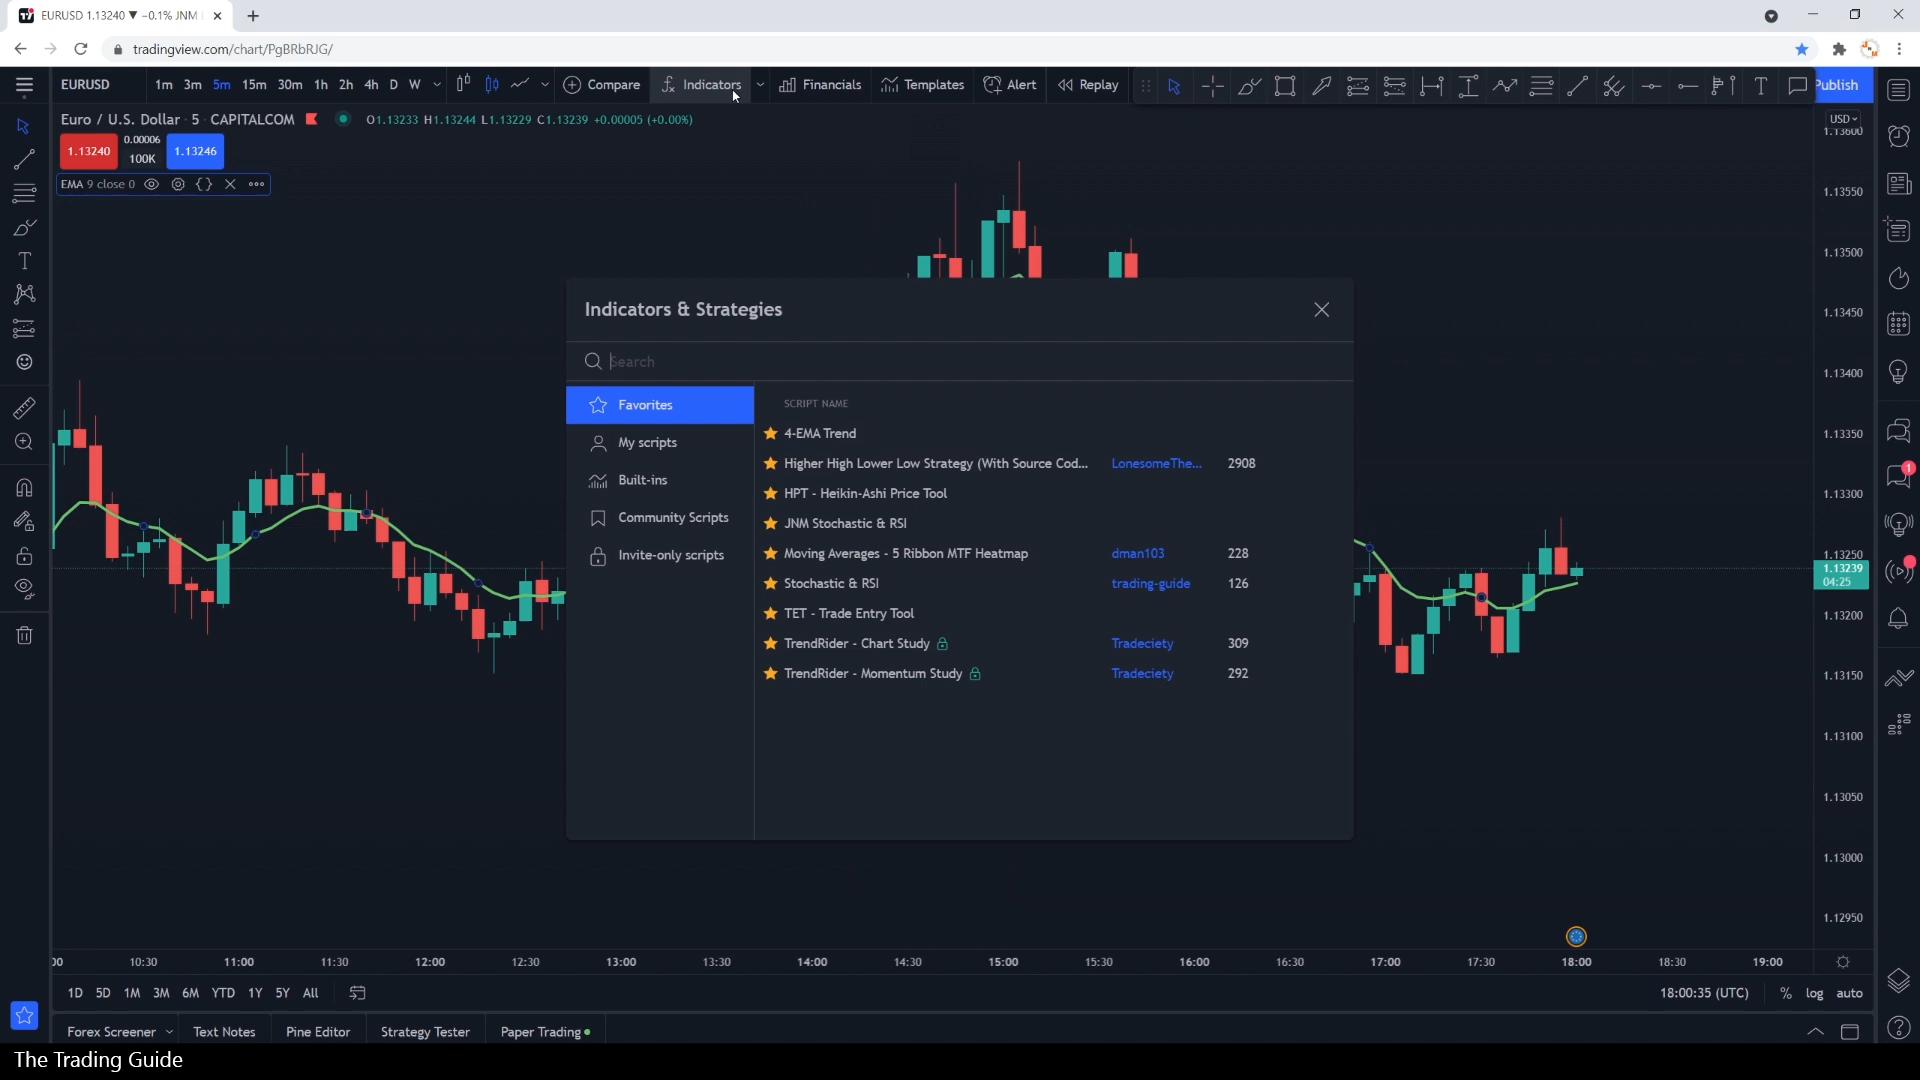 EURUSD 1.13240 ▼ −0.1% JNM
tradingview.com/chart/PgBRbRJG/
EURUSD 1m 3m 5m 15m 30m 1h 2h 4h D W Compare Indicators Financials Templates Alert Replay Publish
Euro / U.S. Dollar · 5 · CAPITALCOM O1.13233 H1.13244 L1.13229 C1.13239 +0.00005 (+0.00%)
USD
1.13240 0.00006 100K 1.13246
EMA 9 close 0
1.13600
1.13550
1.13500
1.13450
1.13400
1.13350
1.13300
1.13250
1.13239
04:25
1.13200
1.13150
1.13100
1.13050
1.13000
1.12950
Indicators & Strategies
Search
Favorites
My scripts
Built-ins
Community Scripts
Invite-only scripts
SCRIPT NAME
4-EMA Trend
Higher High Lower Low Strategy (With Source Cod... LonesomeThe... 2908
HPT - Heikin-Ashi Price Tool
JNM Stochastic & RSI
Moving Averages - 5 Ribbon MTF Heatmap dman103 228
Stochastic & RSI trading-guide 126
TET - Trade Entry Tool
TrendRider - Chart Study Tradeciety 309
TrendRider - Momentum Study Tradeciety 292
1
00 10:30 11:00 11:30 12:00 12:30 13:00 13:30 14:00 14:30 15:00 15:30 16:00 16:30 17:00 17:30 18:00 18:30 19:00
1D 5D 1M 3M 6M YTD 1Y 5Y All 18:00:35 (UTC) % log auto
Forex Screener Text Notes Pine Editor Strategy Tester Paper Trading
The Trading Guide